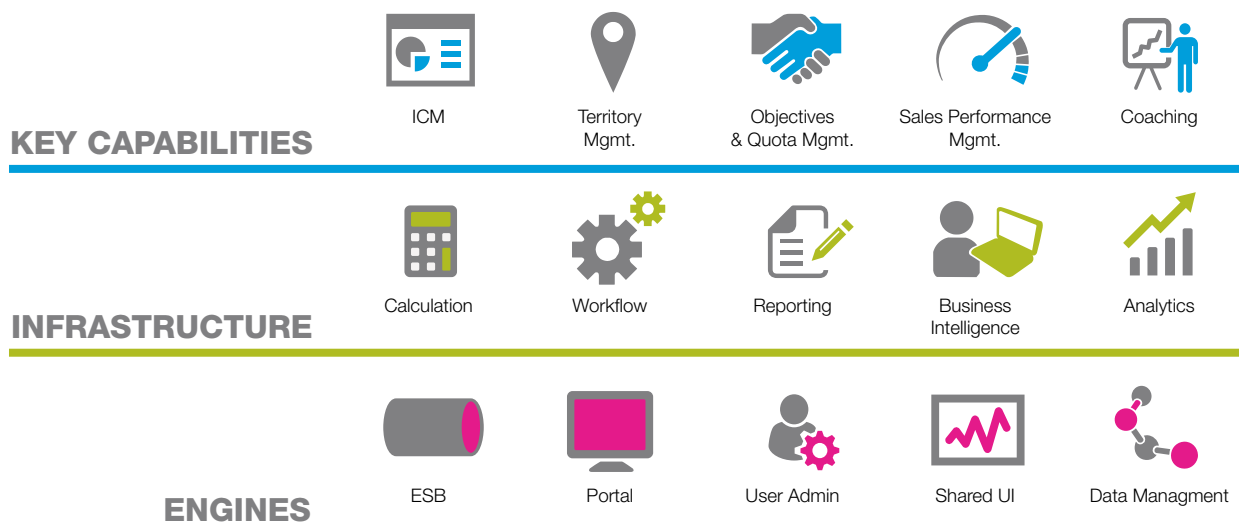 ICM
Territory
Mgmt.
Objectives
& Quota Mgmt.
Sales Performance
Mgmt.
Coaching
KEY CAPABILITIES
Calculation
Workflow
Reporting
Business
Intelligence
Analytics
INFRASTRUCTURE
ESB
Portal
User Admin
Shared UI
Data Managment
ENGINES